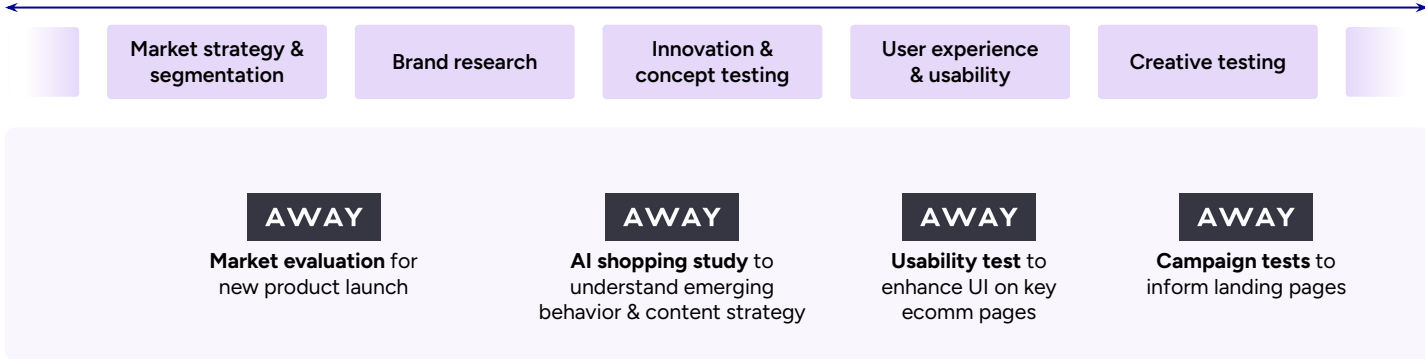 Market strategy &
segmentation
Brand research
Innovation &
concept testing
User experience
& usability
Creative testing
AWAY
Market evaluation for
new product launch
AWAY
AI shopping study to
understand emerging
behavior & content strategy
AWAY
Usability test to
enhance UI on key
ecomm pages
AWAY
Campaign tests to
inform landing pages